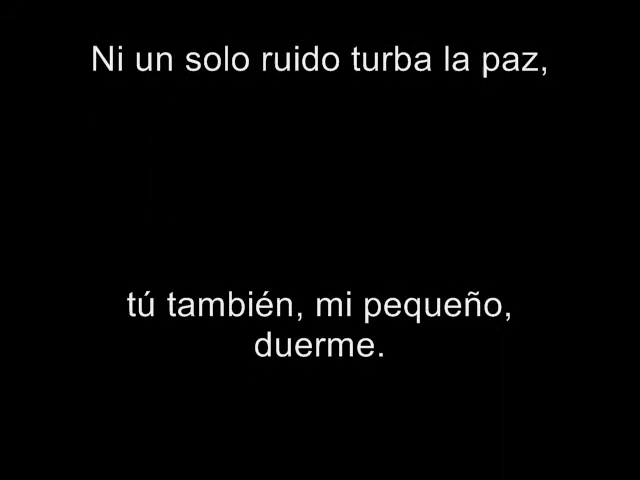 Ni un solo ruido turba la paz,
tú también, mi pequeño,
duerme.